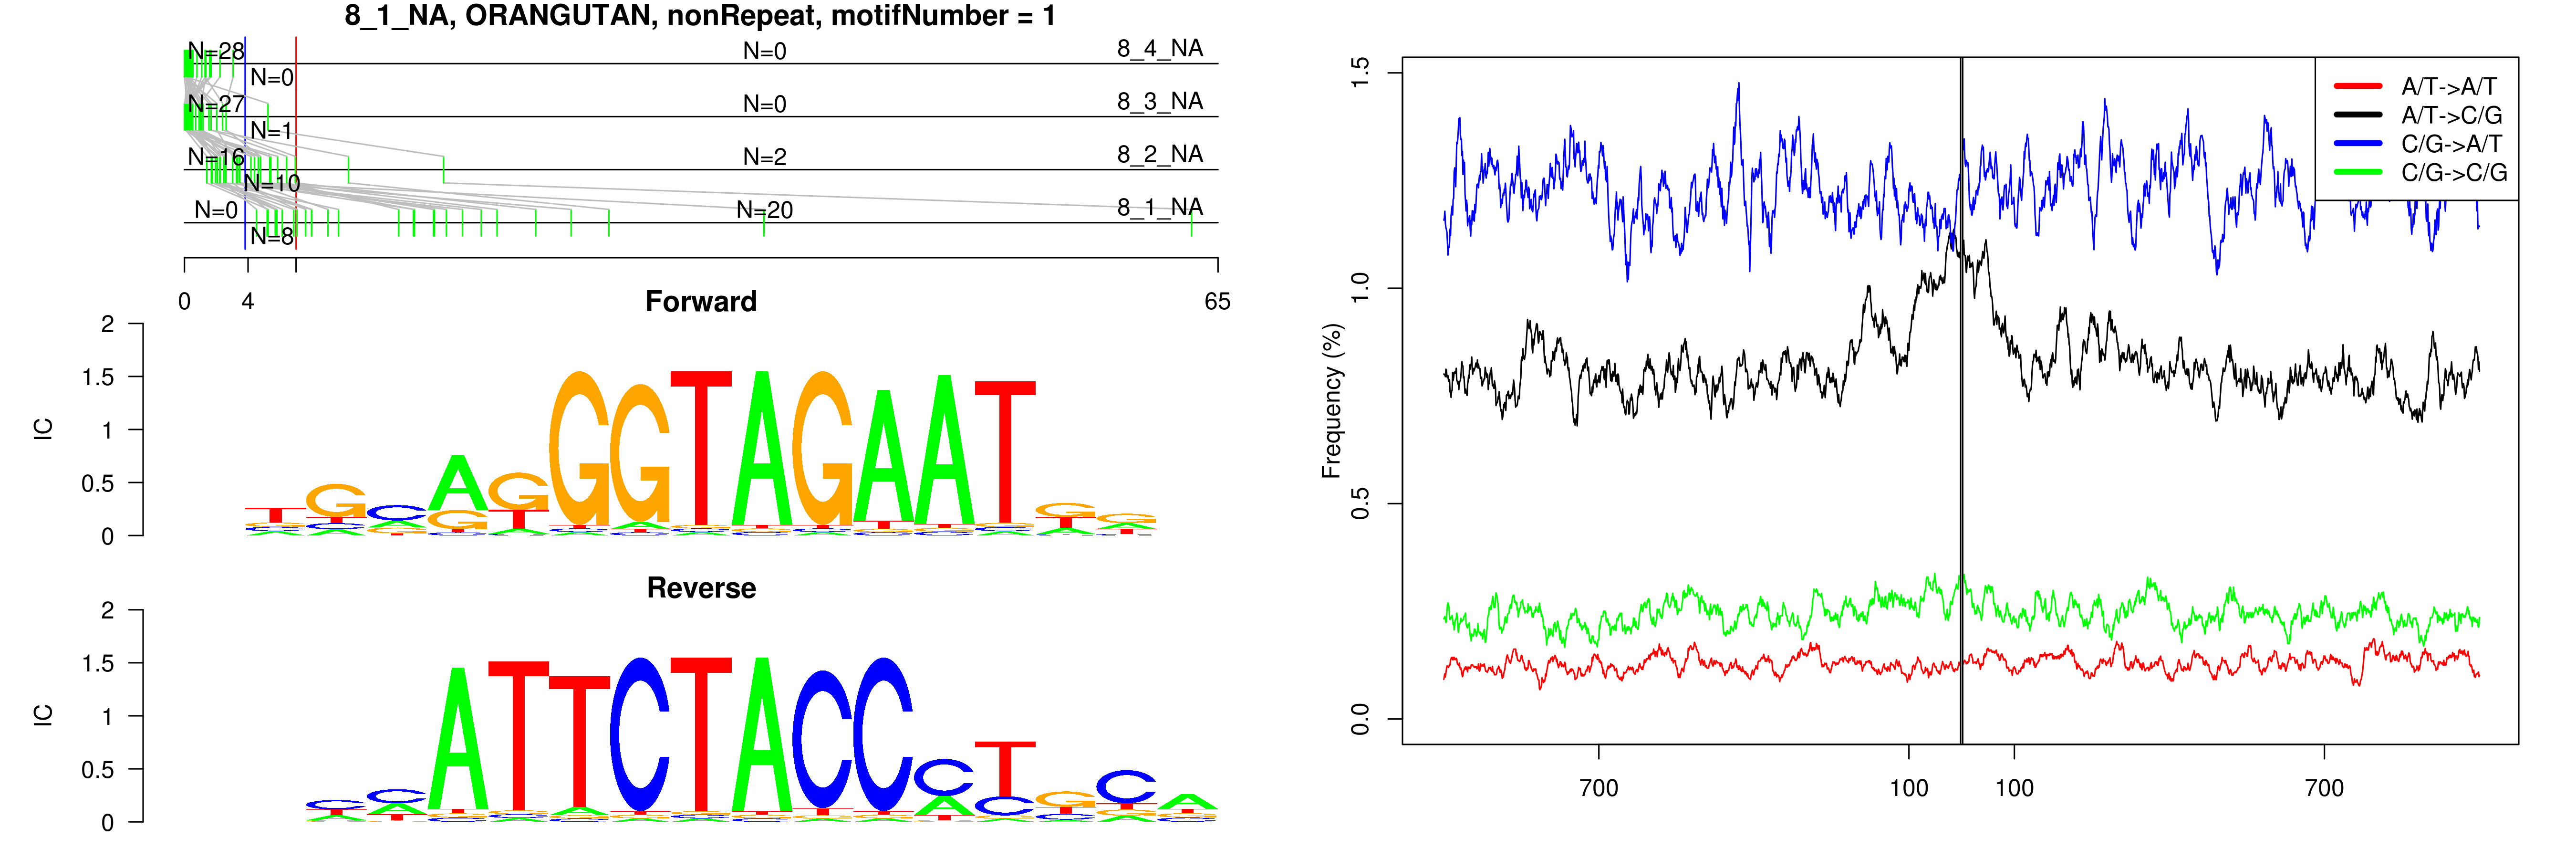 8_1_NA, ORANGUTAN, nonRepeat, motifNumber = 1
N=28 N=0 8_4_NA
N=0
N=27 N=0 8_3_NA
N=1
N=16 N=2 8_2_NA
N=10
N=0 N=20 8_1_NA
N=8
0 4 65
Forward
2
1.5
1
0.5
0
IC
Reverse
2
1.5
1
0.5
0
IC
1.5
1.0
0.5
0.0
Frequency (%)
A/T->A/T
A/T->C/G
C/G->A/T
C/G->C/G
700 100 100 700